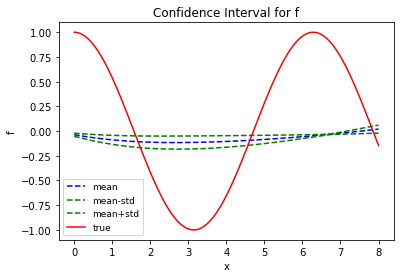 Confidence Interval for f
f
1.00
0.75
0.50
0.25
0.00
−0.25
−0.50
−0.75
−1.00
mean
mean-std
mean+std
true
0 1 2 3 4 5 6 7 8
x